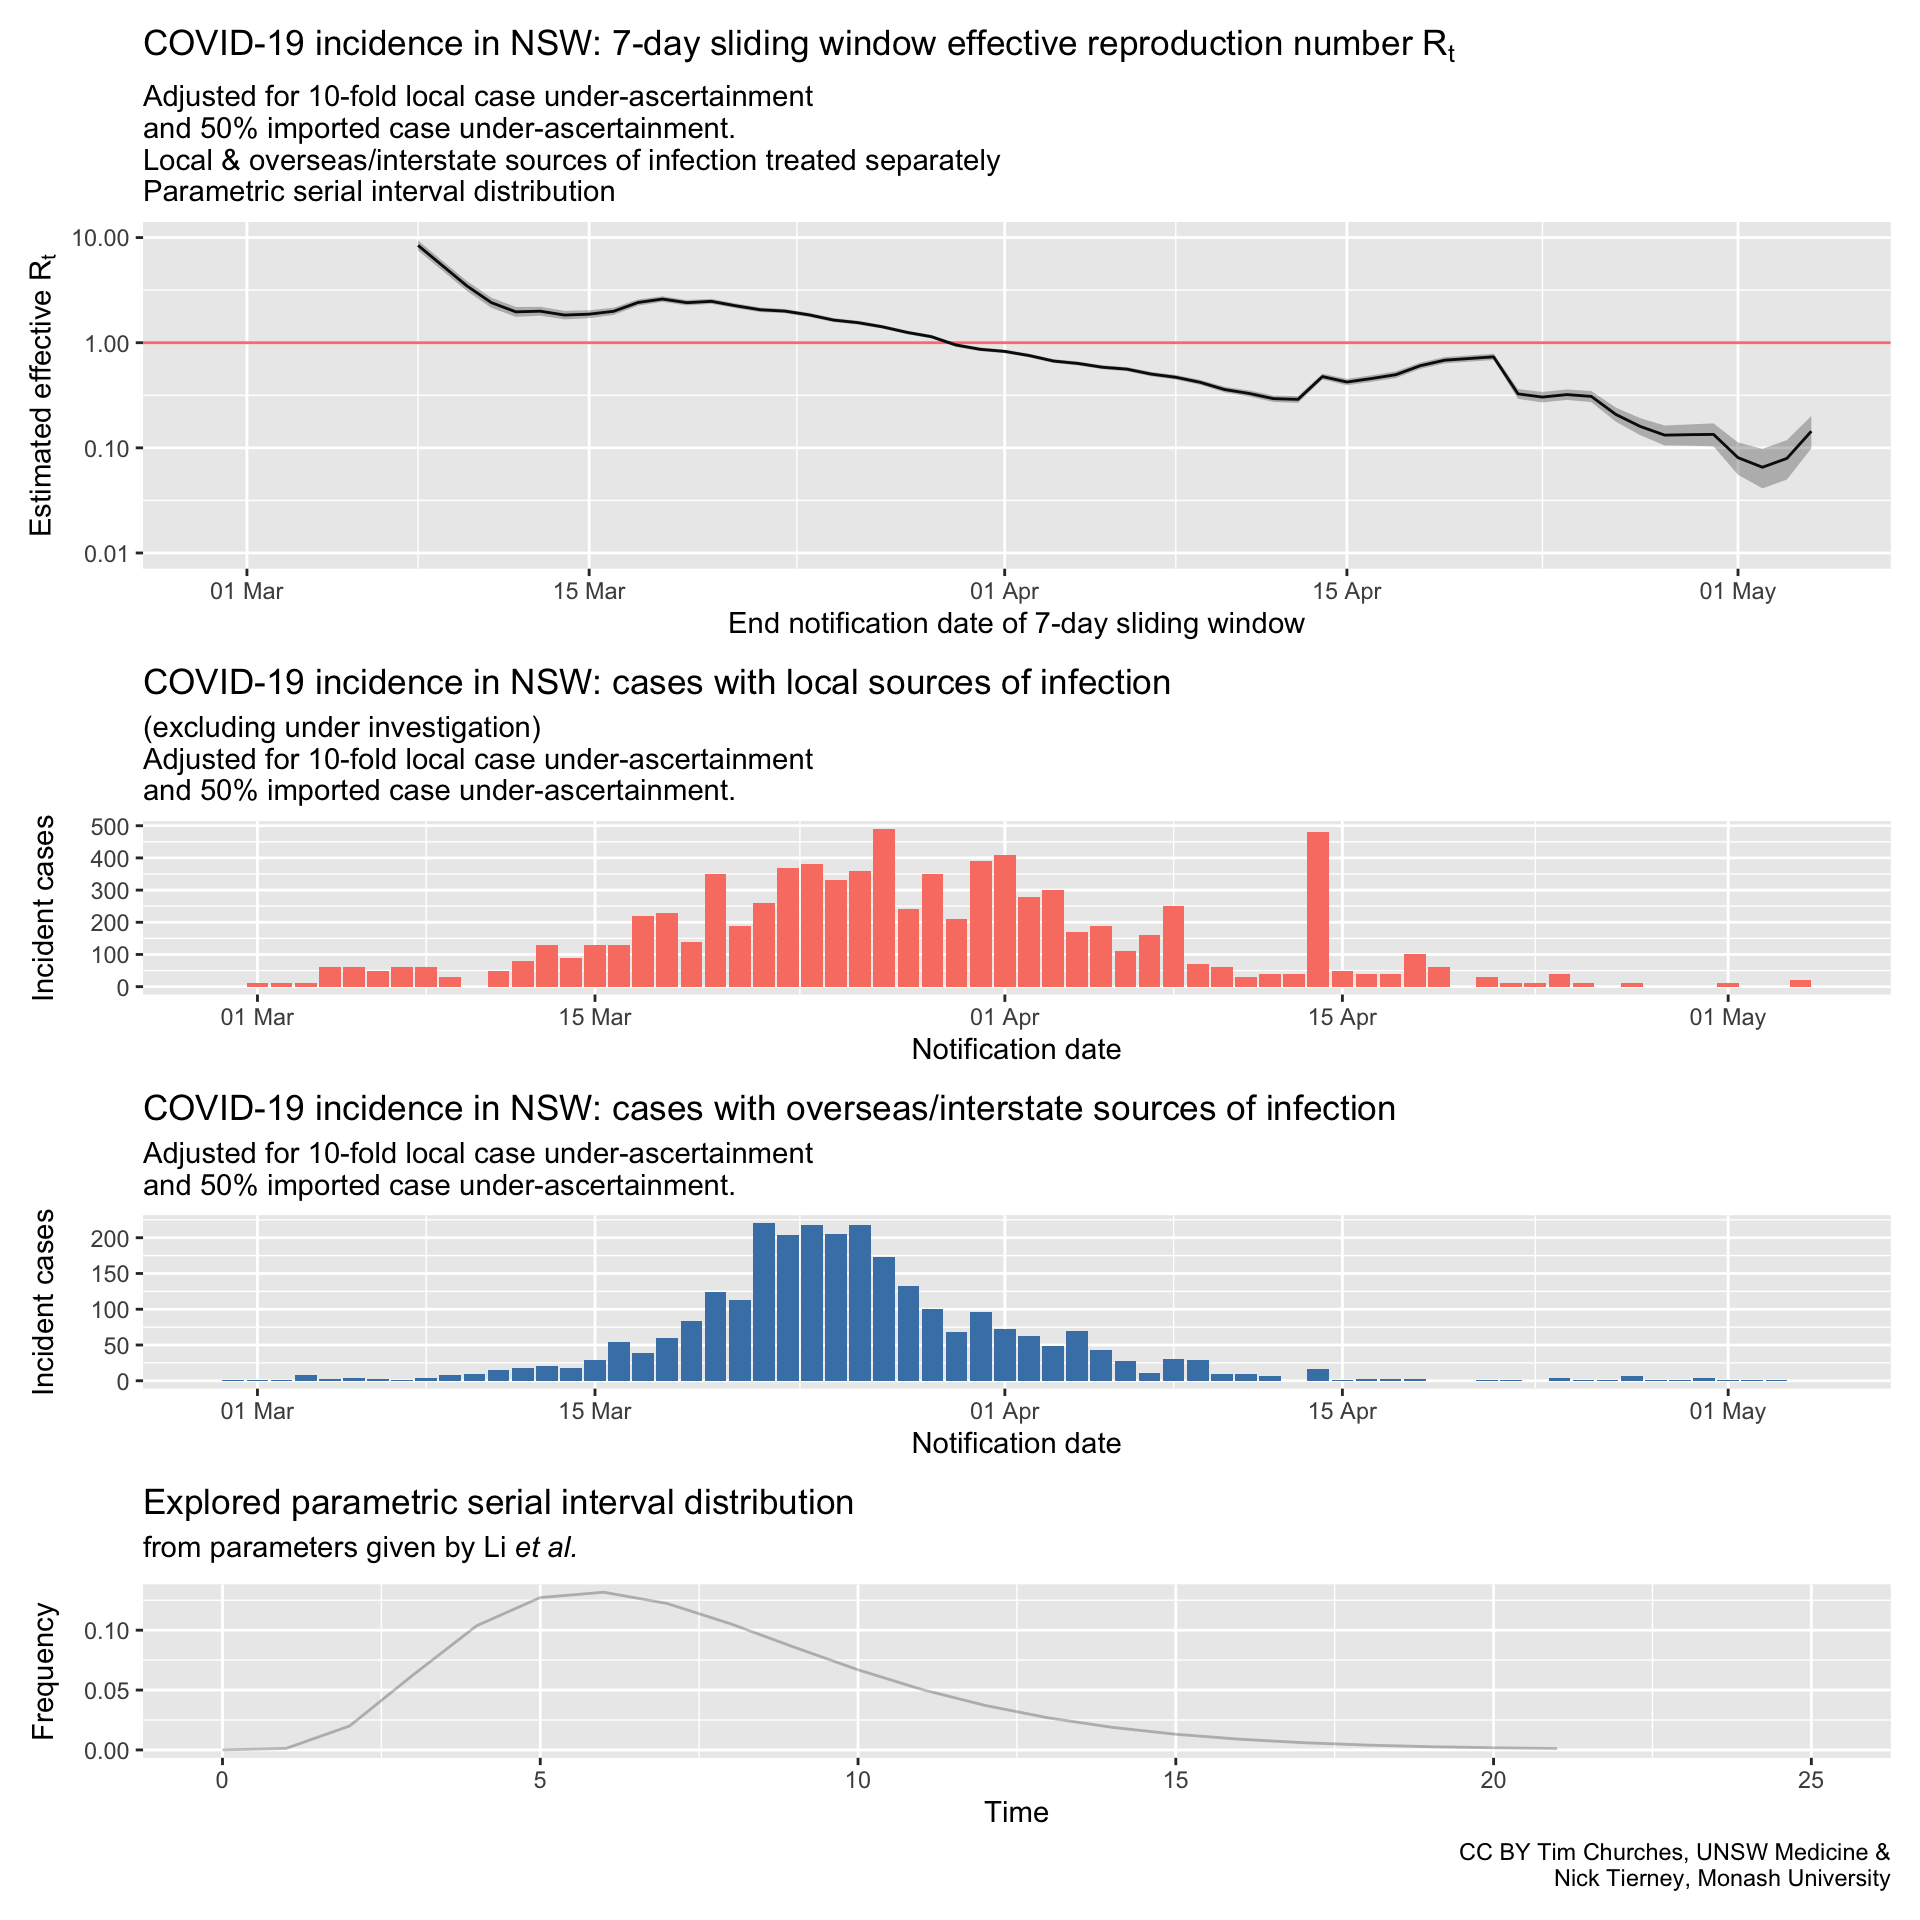 COVID-19 incidence in NSW: 7-day sliding window effective reproduction number Rt
Adjusted for 10-fold local case under-ascertainment
and 50% imported case under-ascertainment.
Local & overseas/interstate sources of infection treated separately
Parametric serial interval distribution
Estimated effective Rt
10.00
1.00
0.10
0.01
01 Mar 15 Mar 01 Apr 15 Apr 01 May
End notification date of 7-day sliding window
COVID-19 incidence in NSW: cases with local sources of infection
(excluding under investigation)
Adjusted for 10-fold local case under-ascertainment
and 50% imported case under-ascertainment.
Incident cases
500
400
300
200
100
0
01 Mar 15 Mar 01 Apr 15 Apr 01 May
Notification date
COVID-19 incidence in NSW: cases with overseas/interstate sources of infection
Adjusted for 10-fold local case under-ascertainment
and 50% imported case under-ascertainment.
Incident cases
200
150
100
50
0
01 Mar 15 Mar 01 Apr 15 Apr 01 May
Notification date
Explored parametric serial interval distribution
from parameters given by Li et al.
Frequency
0.10
0.05
0.00
0 5 10 15 20 25
Time
CC BY Tim Churches, UNSW Medicine &
Nick Tierney, Monash University